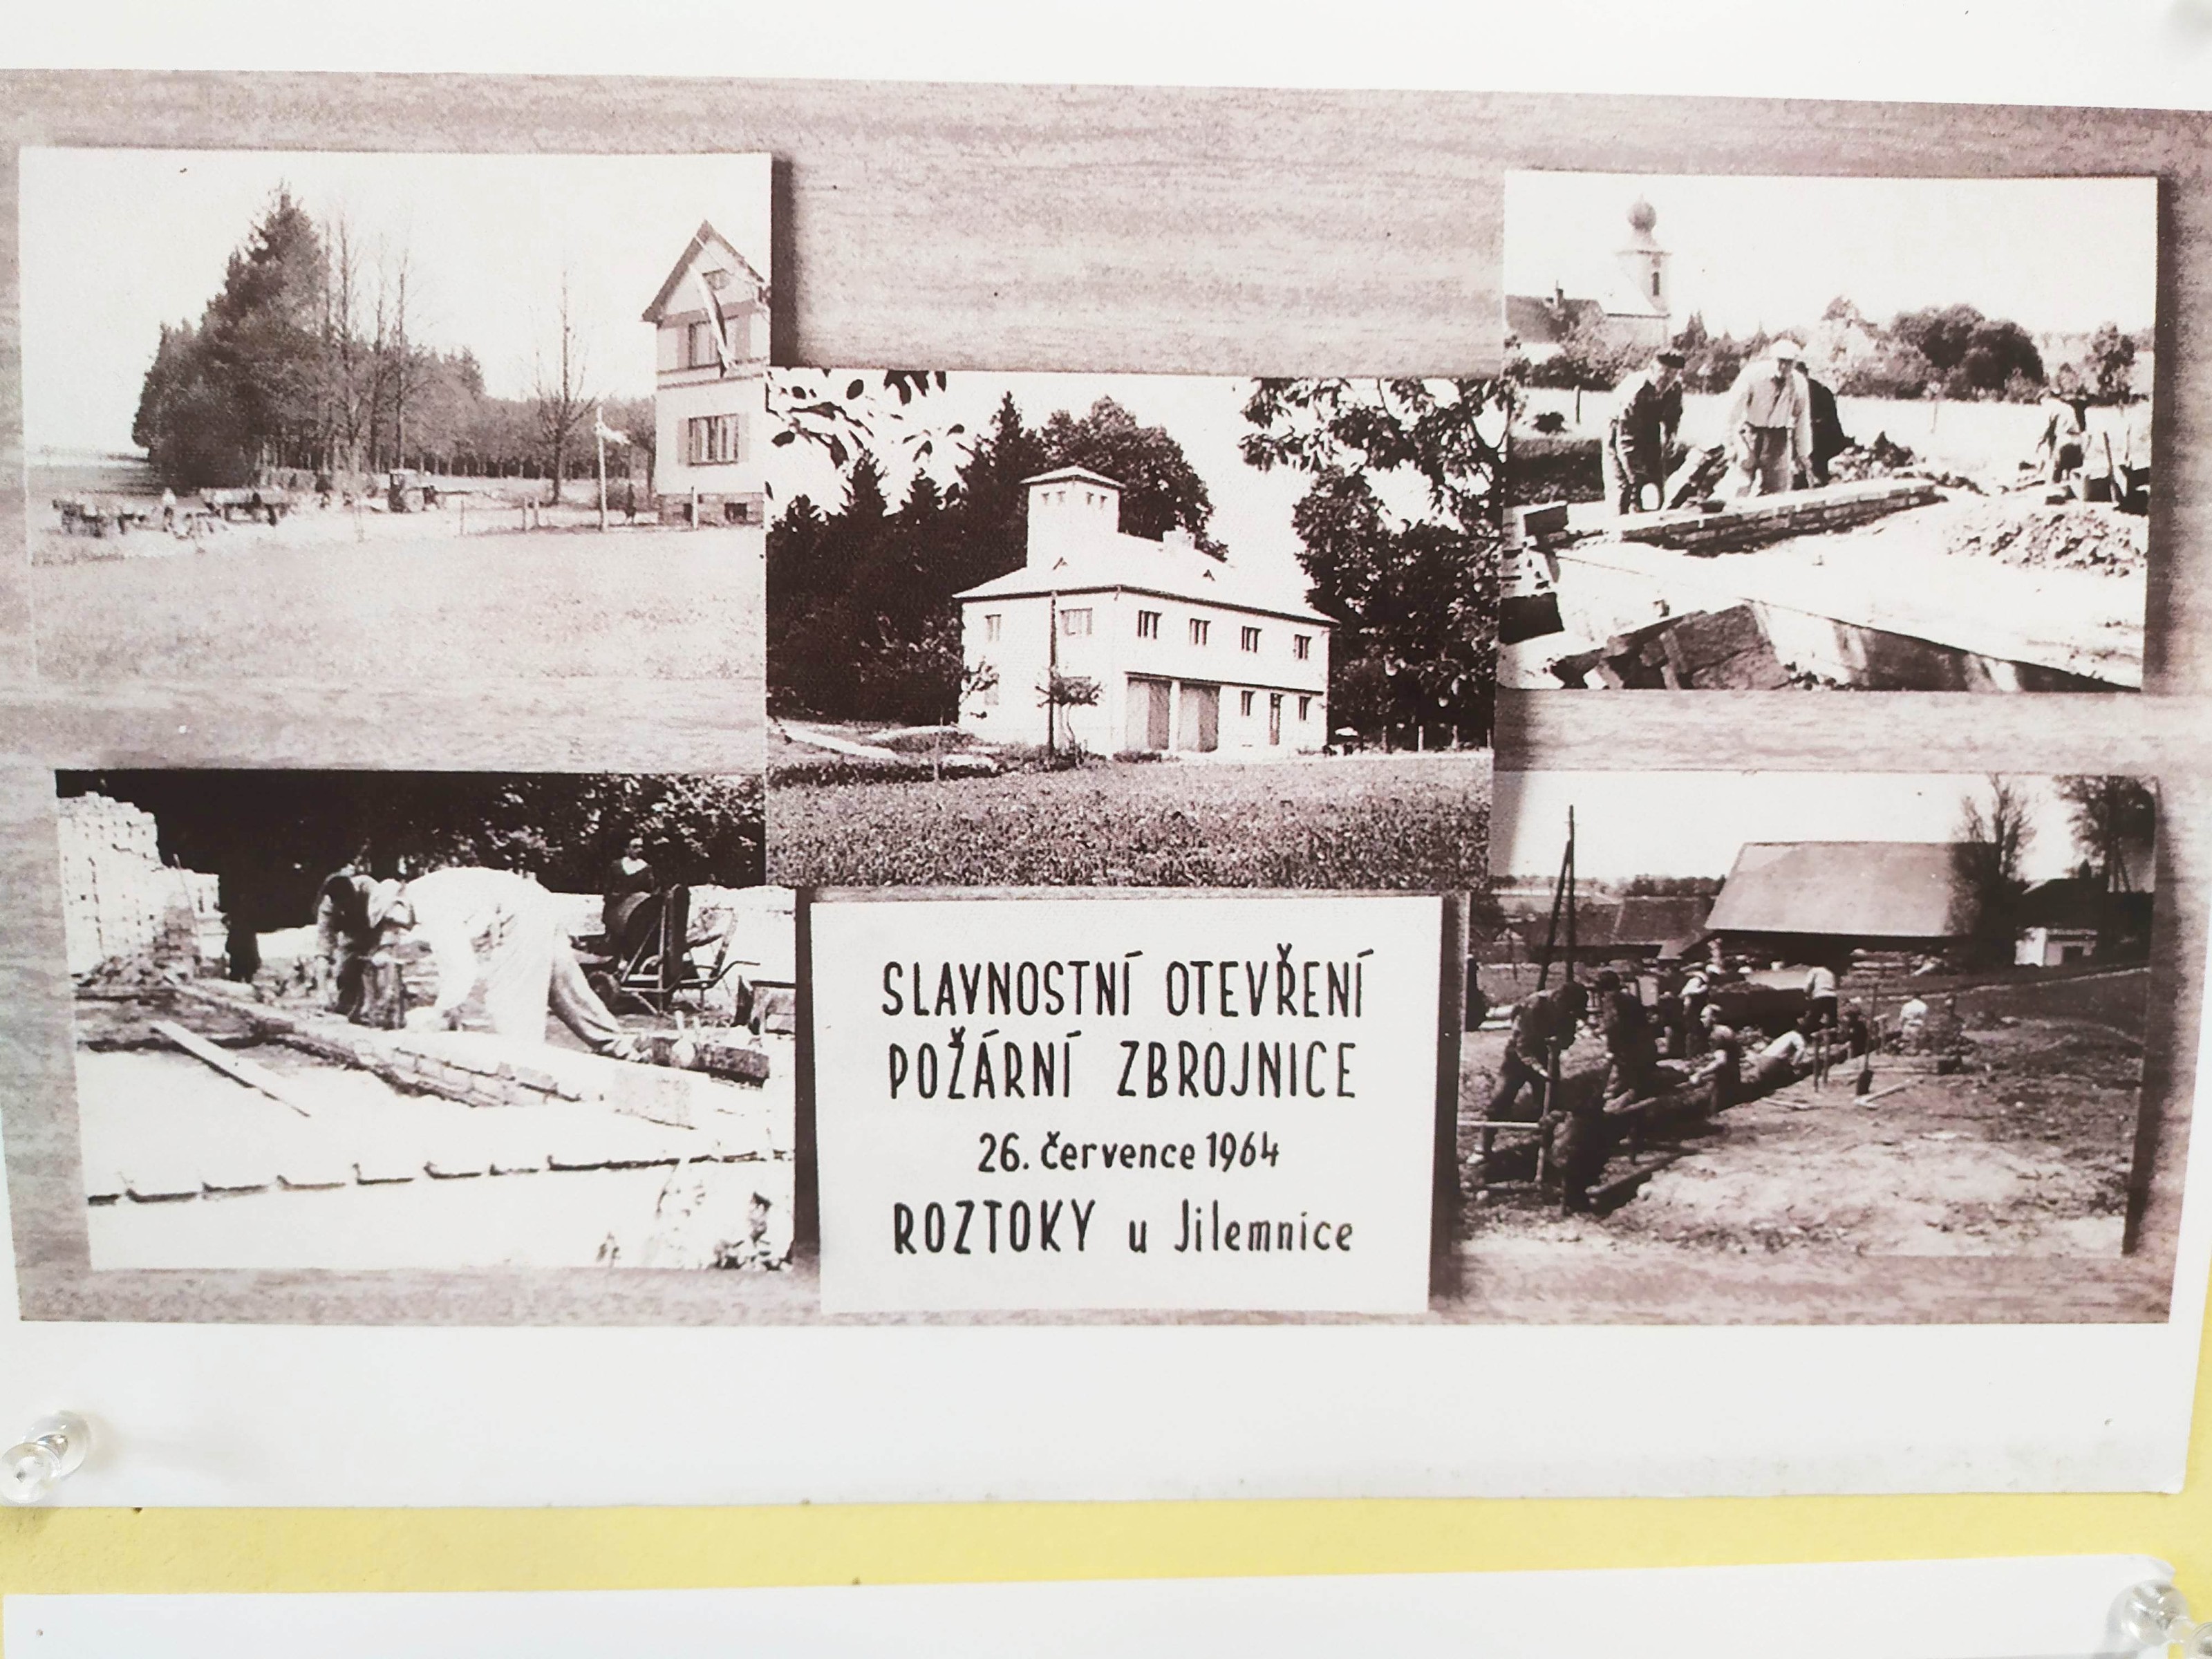 SLAVNOSTNÍ OTEVŘENÍ
POŽÁRNÍ ZBROJNICE
26. července 1964
ROZTOKY u Jilemnice